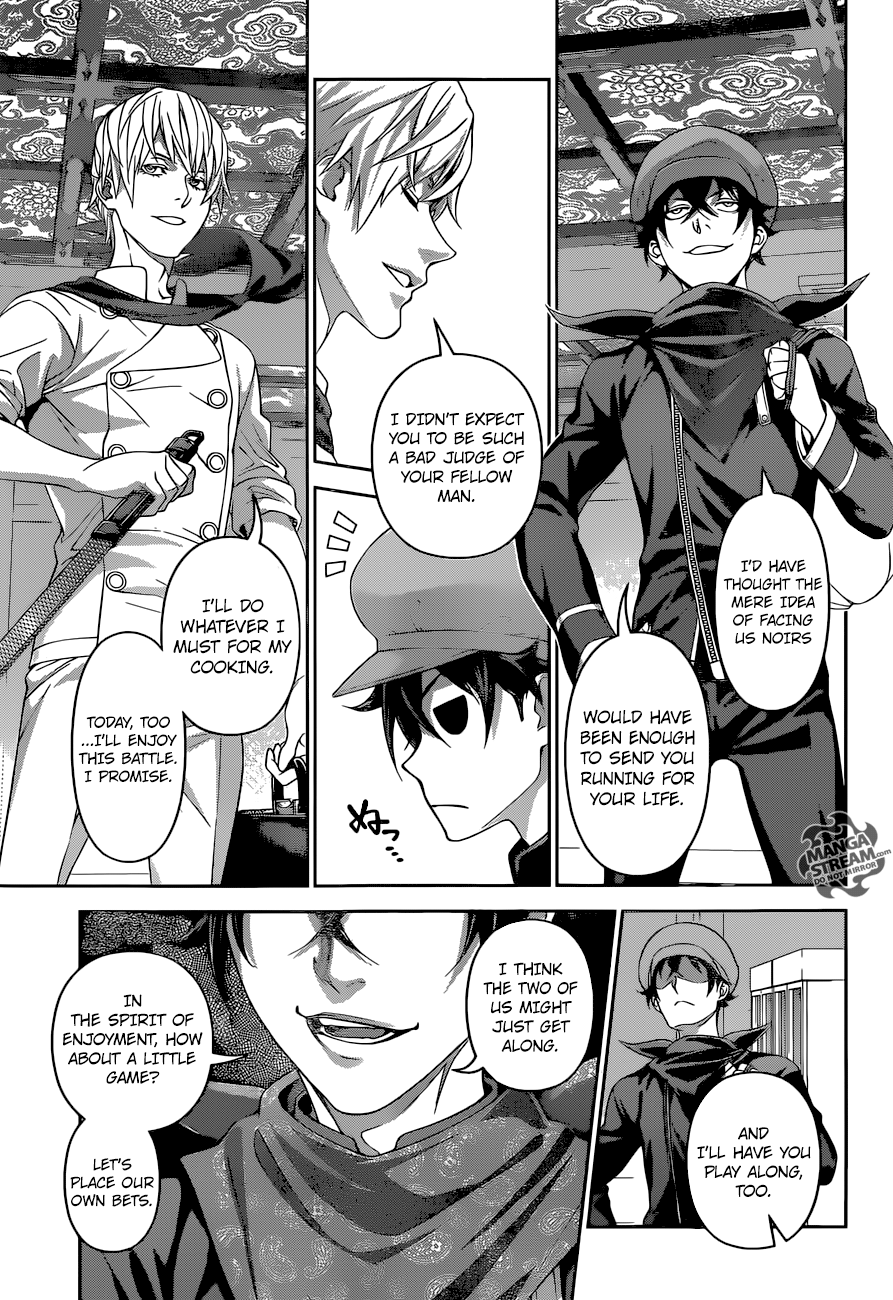 I'D HAVE
THOUGHT THE
MERE IDEA
OF FACING
US NOIRS
WOULD HAVE
BEEN ENOUGH
TO SEND YOU
RUNNING FOR
YOUR LIFE.
I DIDN'T EXPECT
YOU TO BE SUCH
A BAD JUDGE OF
YOUR FELLOW
MAN.
ぬっ…
I'LL DO
WHATEVER I
MUST FOR MY
COOKING.
TODAY, TOO
...I'LL ENJOY
THIS BATTLE.
I PROMISE.
MANGA
STREAM.com
DO NOT MIRROR
AND
I'LL HAVE YOU
PLAY ALONG,
TOO.
I THINK
THE TWO OF
US MIGHT
JUST GET
ALONG.
IN
THE SPIRIT OF
ENJOYMENT, HOW
ABOUT A LITTLE
GAME?
LET'S
PLACE OUR
OWN BETS.